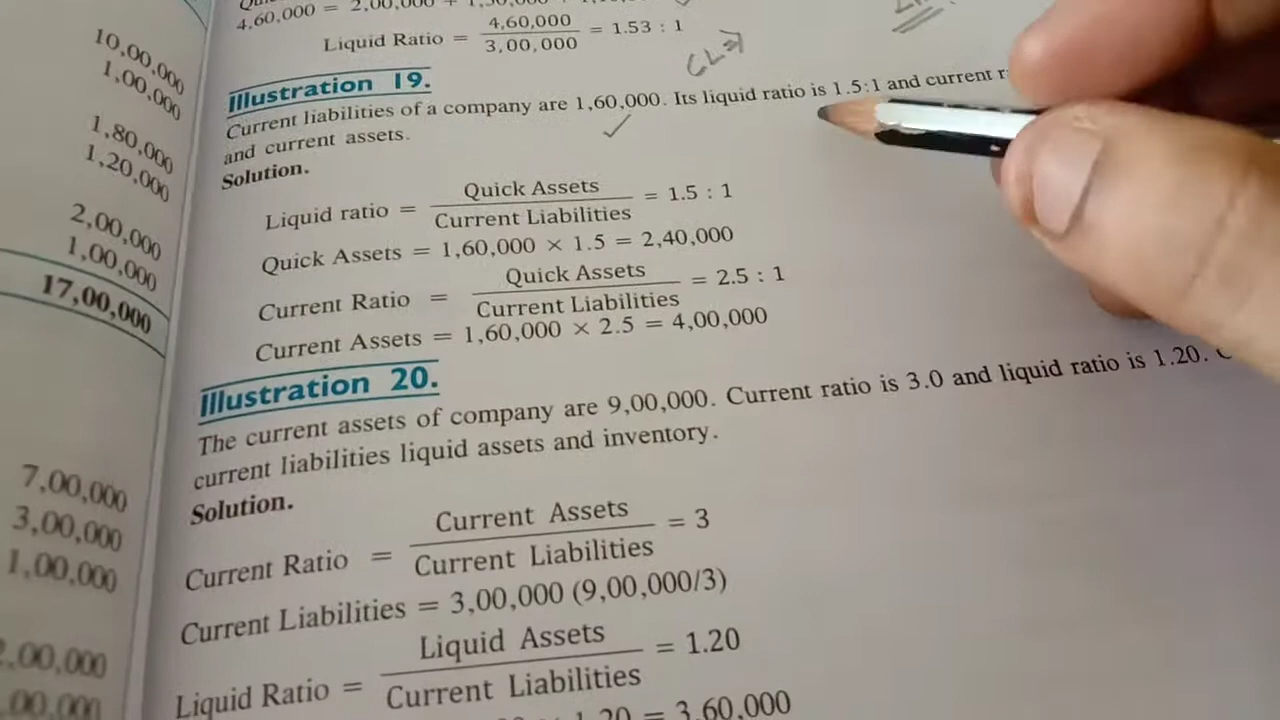 10,00,000
1,00,000
1,80,000
1,20,000
2,00,000
1,00,000
17,00,000
7,00,000
3,00,000
1,00,000
,00,000
00,000
4,60,000 = 2,00,000 +
Liquid Ratio = 4,60,000 / 3,00,000 = 1.53 : 1
CL⇒
Illustration 19.
Current liabilities of a company are 1,60,000. Its liquid ratio is 1.5:1 and current
and current assets.
Solution.
Liquid ratio = Quick Assets / Current Liabilities = 1.5 : 1
Quick Assets = 1,60,000 × 1.5 = 2,40,000
Current Ratio = Quick Assets / Current Liabilities = 2.5 : 1
Current Assets = 1,60,000 × 2.5 = 4,00,000
Illustration 20.
The current assets of company are 9,00,000. Current ratio is 3.0 and liquid ratio is 1.20.
current liabilities liquid assets and inventory.
Solution.
Current Ratio = Current Assets / Current Liabilities = 3
Current Liabilities = 3,00,000 (9,00,000/3)
Liquid Ratio = Liquid Assets / Current Liabilities = 1.20
× 1.20 = 3,60,000